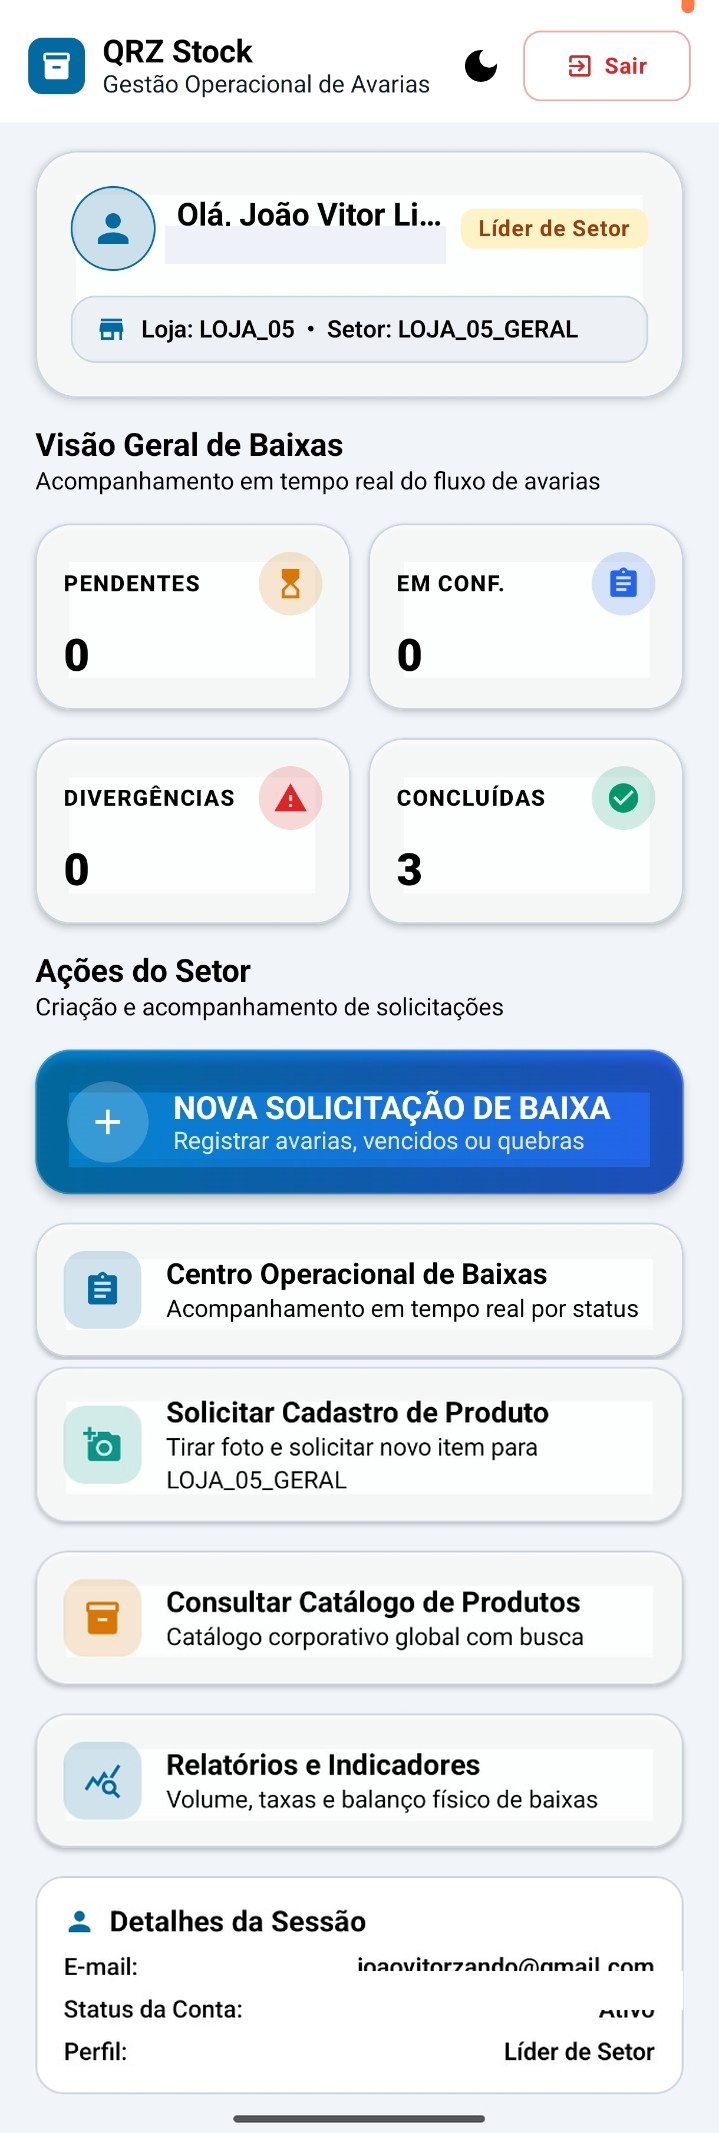 QRZ Stock
Gestão Operacional de Avarias
Sair
Olá, João Vitor Li...
Líder de Setor
Loja: LOJA_05 • Setor: LOJA_05_GERAL
Visão Geral de Baixas
Acompanhamento em tempo real do fluxo de avarias
PENDENTES
0
EM CONF.
0
DIVERGÊNCIAS
0
CONCLUÍDAS
3
Ações do Setor
Criação e acompanhamento de solicitações
NOVA SOLICITAÇÃO DE BAIXA
Registrar avarias, vencidos ou quebras
Centro Operacional de Baixas
Acompanhamento em tempo real por status
Solicitar Cadastro de Produto
Tirar foto e solicitar novo item para
LOJA_05_GERAL
Consultar Catálogo de Produtos
Catálogo corporativo global com busca
Relatórios e Indicadores
Volume, taxas e balanço físico de baixas
Detalhes da Sessão
E-mail: joaovitorzando@gmail.com
Status da Conta: Ativo
Perfil: Líder de Setor